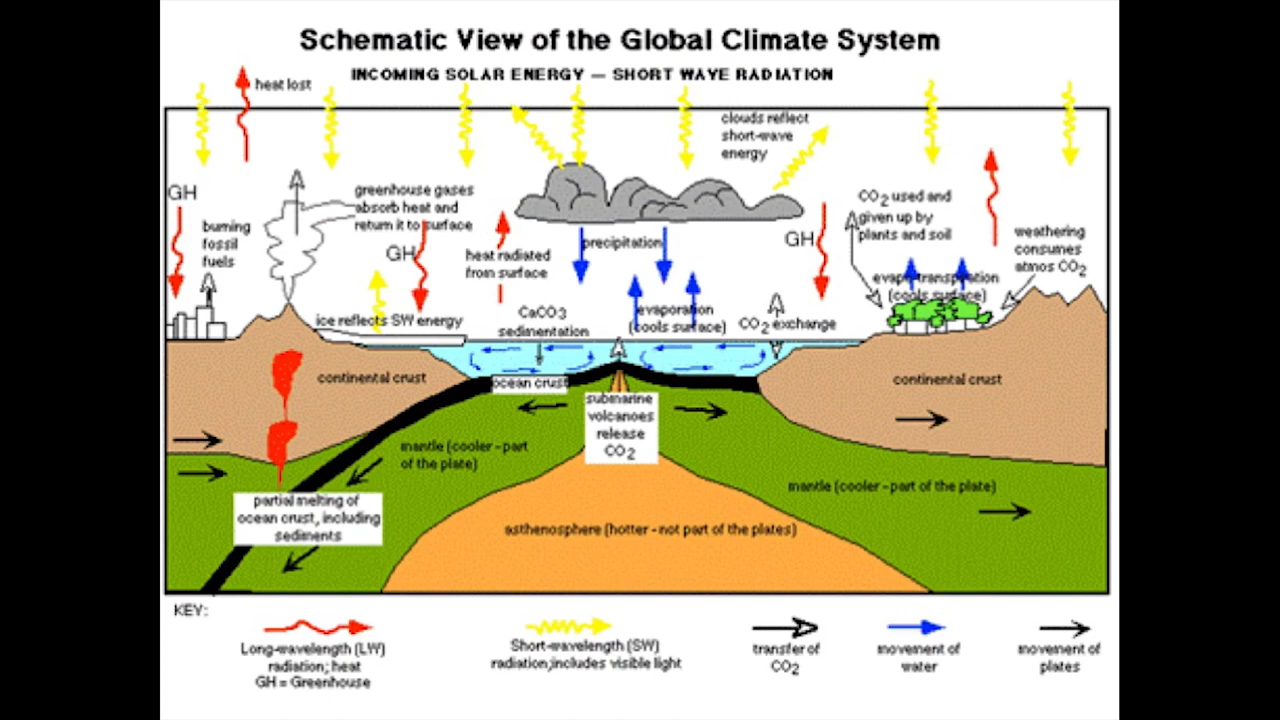 Schematic View of the Global Climate System
INCOMING SOLAR ENERGY — SHORT WAVE RADIATION
heat lost
clouds reflect
short-wave
energy
GH
burning
fossil
fuels
greenhouse gases
absorb heat and
return it to surface
GH
heat radiated
from surface
precipitation
GH
CO2 used and
given up by
plants and soil
weathering
consumes
atmos CO2
evapo-transpiration
(cools surface)
ice reflects SW energy
CaCO3
sedimentation
evaporation
(cools surface)
CO2 exchange
continental crust
ocean crust
continental crust
submarine
volcanoes
release
CO2
mantle (cooler - part
of the plate)
mantle (cooler - part of the plate)
partial melting of
ocean crust, including
sediments
asthenosphere (hotter - not part of the plates)
KEY:
Long-wavelength (LW)
radiation; heat
GH = Greenhouse
Short-wavelength (SW)
radiation;includes visible light
transfer of
CO2
movement of
water
movement of
plates